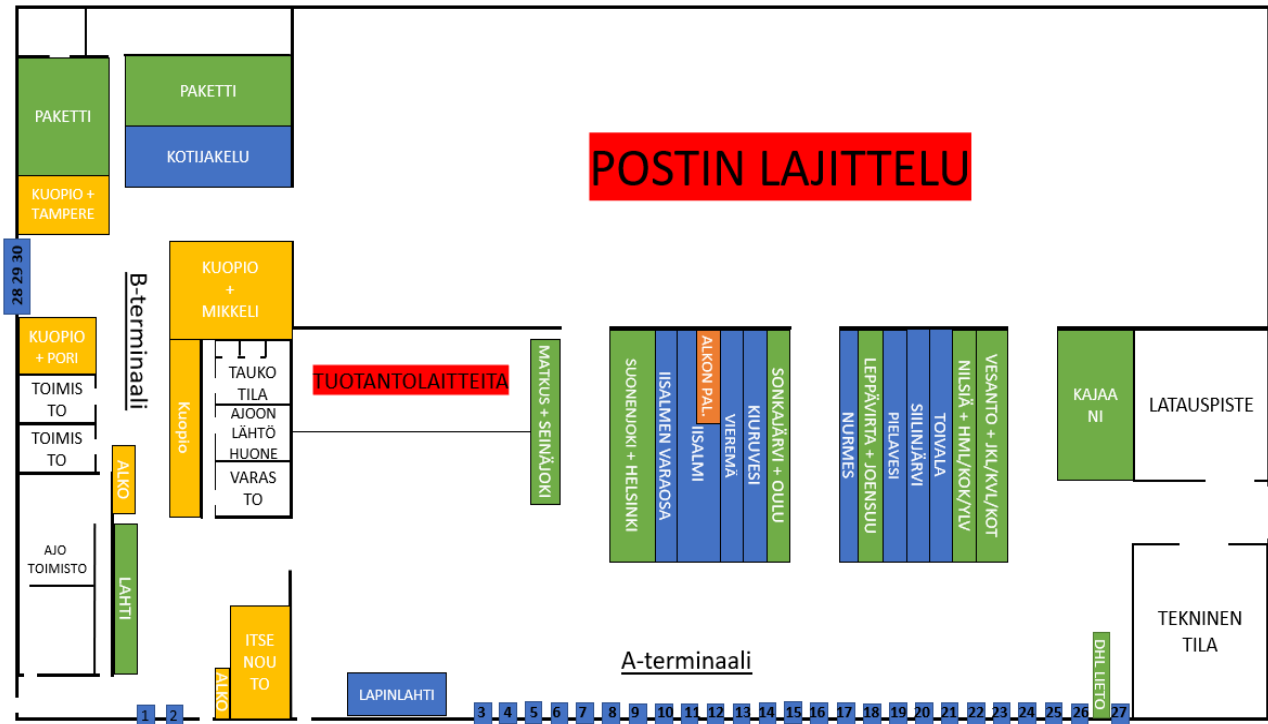 PAKETTI
PAKETTI
KOTIJAKELU
KUOPIO +
TAMPERE
POSTIN LAJITTELU
28 29 30
B-terminaali
KUOPIO
+
MIKKELI
KUOPIO
+ PORI
TOIMIS
TO
TOIMIS
TO
Kuopio
TAUKO
TILA
AJOON
LÄHTÖ
HUONE
VARAS
TO
TUOTANTOLAITTEITA
MATKUS + SEINÄJOKI
SUONENJOKI + HELSINKI
IISALMEN VARAOSA
ALKON PAL.
IISALMI
VIEREMÄ
KIURUVESI
SONKAJÄRVI + OULU
NURMES
LEPPÄVIRTA + JOENSUU
PIELAVESI
SIILINJÄRVI
TOIVALA
NILSIÄ + HML/KOK/YLV
VESANTO + JKL/KVL/KOT
KAJAA
NI
LATAUSPISTE
ALKO
AJO
TOIMISTO
LAHTI
ITSE
NOU
TO
ALKO
LAPINLAHTI
A-terminaali
DHL LIETO
TEKNINEN
TILA
1 2 3 4 5 6 7 8 9 10 11 12 13 14 15 16 17 18 19 20 21 22 23 24 25 26 27